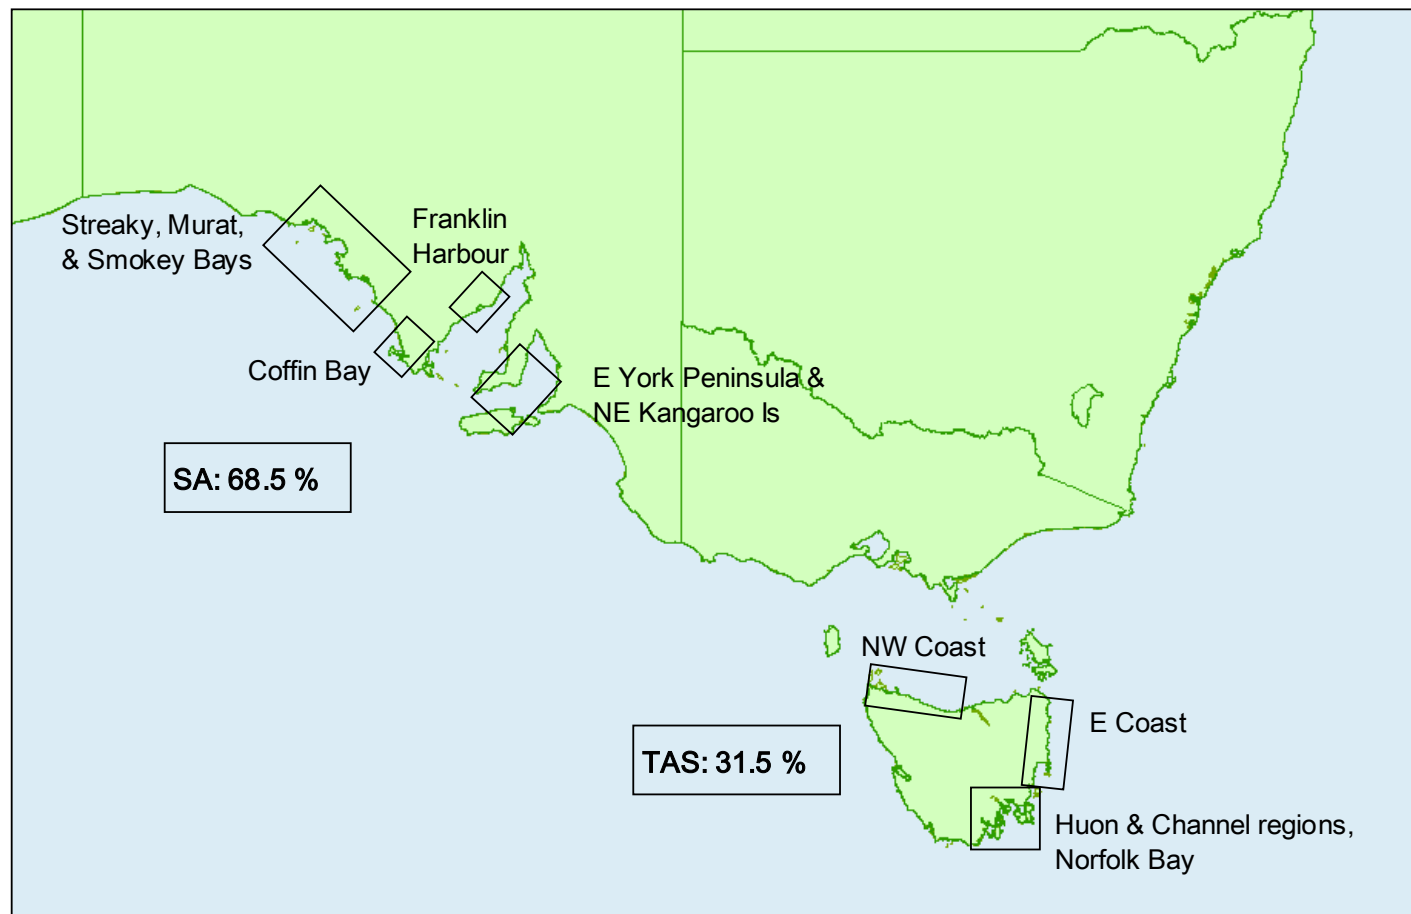 Streaky, Murat,
& Smokey Bays
Franklin
Harbour
Coffin Bay
E York Peninsula &
NE Kangaroo Is
SA: 68.5 %
NW Coast
E Coast
TAS: 31.5 %
Huon & Channel regions,
Norfolk Bay